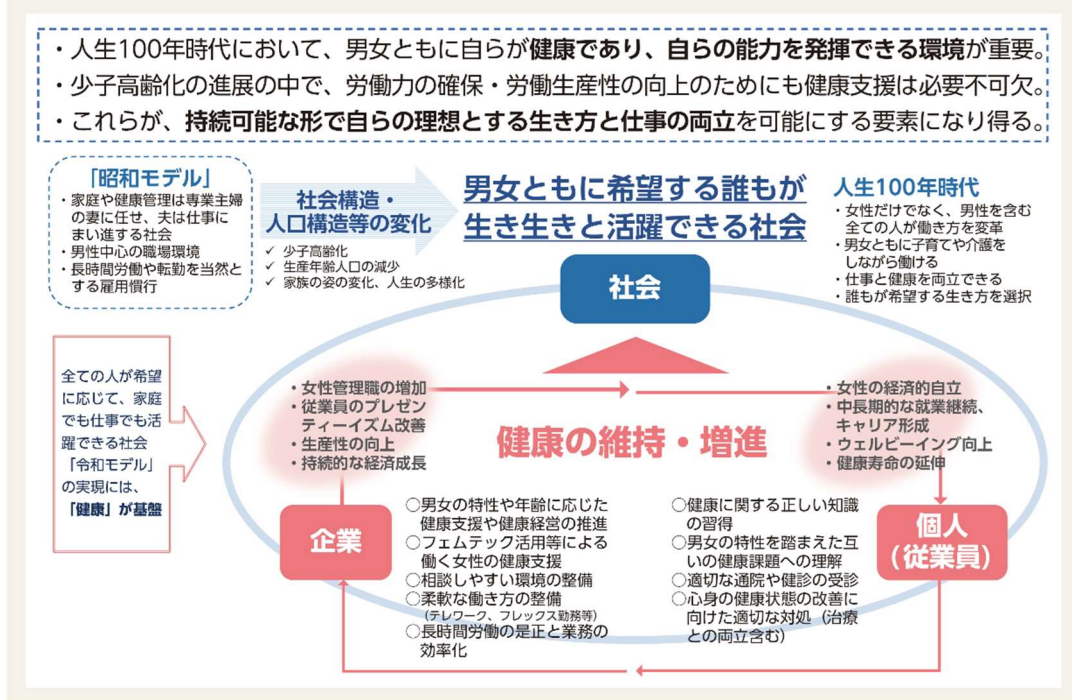 ・人生100年時代において、男女ともに自らが健康であり、自らの能力を発揮できる環境が重要。
・少子高齢化の進展の中で、労働力の確保・労働生産性の向上のためにも健康支援は必要不可欠。
・これらが、持続可能な形で自らの理想とする生き方と仕事の両立を可能にする要素になり得る。
「昭和モデル」
・家庭や健康管理は専業主婦
の妻に任せ、夫は仕事に
まい進する社会
・男性中心の職場環境
・長時間労働や転勤を当然と
する雇用慣行
社会構造・
人口構造等の変化
✓ 少子高齢化
✓ 生産年齢人口の減少
✓ 家族の姿の変化、人生の多様化
男女ともに希望する誰もが
生き生きと活躍できる社会
人生100年時代
・女性だけでなく、男性を含む
全ての人が働き方を変革
・男女ともに子育てや介護を
しながら働ける
・仕事と健康を両立できる
・誰もが希望する生き方を選択
社会
全ての人が希望
に応じて、家庭
でも仕事でも活
躍できる社会
「令和モデル」
の実現には、
「健康」が基盤
・女性管理職の増加
・従業員のプレゼン
ティーイズム改善
・生産性の向上
・持続的な経済成長
健康の維持・増進
・女性の経済的自立
・中長期的な就業継続、
キャリア形成
・ウェルビーイング向上
・健康寿命の延伸
企業
○男女の特性や年齢に応じた
健康支援や健康経営の推進
○フェムテック活用等による
働く女性の健康支援
○相談しやすい環境の整備
○柔軟な働き方の整備
(テレワーク、フレックス勤務等)
○長時間労働の是正と業務の
効率化
○健康に関する正しい知識
の習得
○男女の特性を踏まえた互
いの健康課題への理解
○適切な通院や健診の受診
○心身の健康状態の改善に
向けた適切な対処(治療
との両立含む)
個人
(従業員)